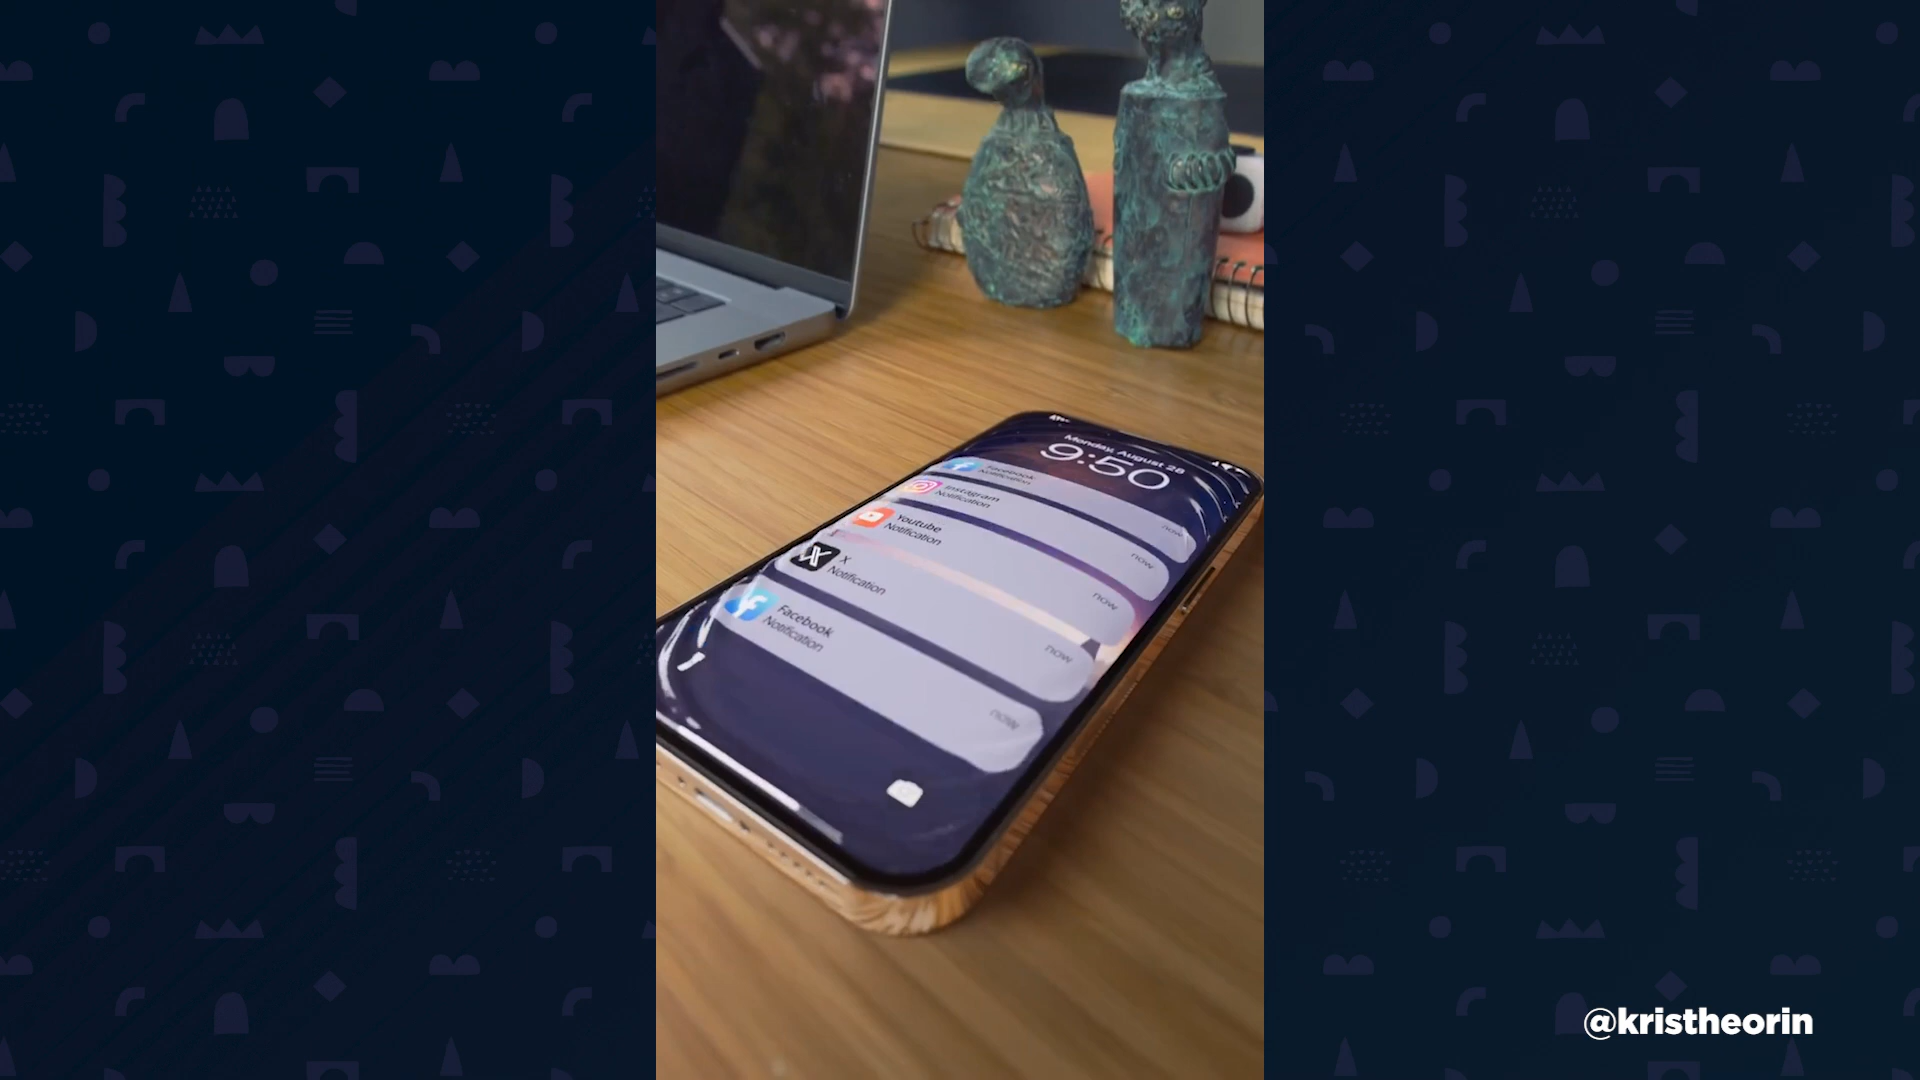 Monday, August 28
9:50
Facebook
Notification
now
Instagram
Notification
now
Youtube
Notification
now
X
Notification
now
Facebook
Notification
now
@kristheorin